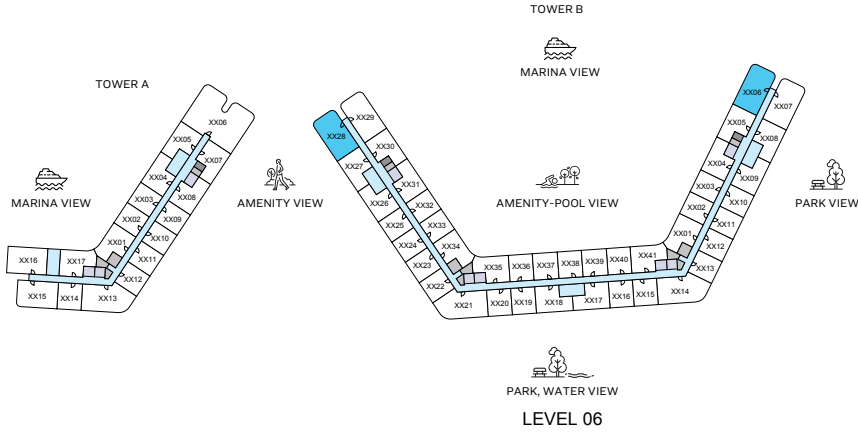 TOWER B
MARINA VIEW
TOWER A
XX06
XX05
XX07
XX04
XX08
XX03
XX09
XX02
XX10
XX01
XX11
XX12
XX16
XX17
XX15
XX14
XX13
MARINA VIEW
AMENITY VIEW
XX29
XX28
XX30
XX27
XX31
XX26
XX32
XX25
XX33
XX24
XX34
XX23
XX22
XX21
XX35
XX36
XX37
XX38
XX39
XX40
XX41
XX20
XX19
XX18
XX17
XX16
XX15
XX14
AMENITY-POOL VIEW
XX06
XX07
XX05
XX08
XX04
XX09
XX03
XX10
XX02
XX11
XX01
XX12
XX13
PARK VIEW
PARK, WATER VIEW
LEVEL 06